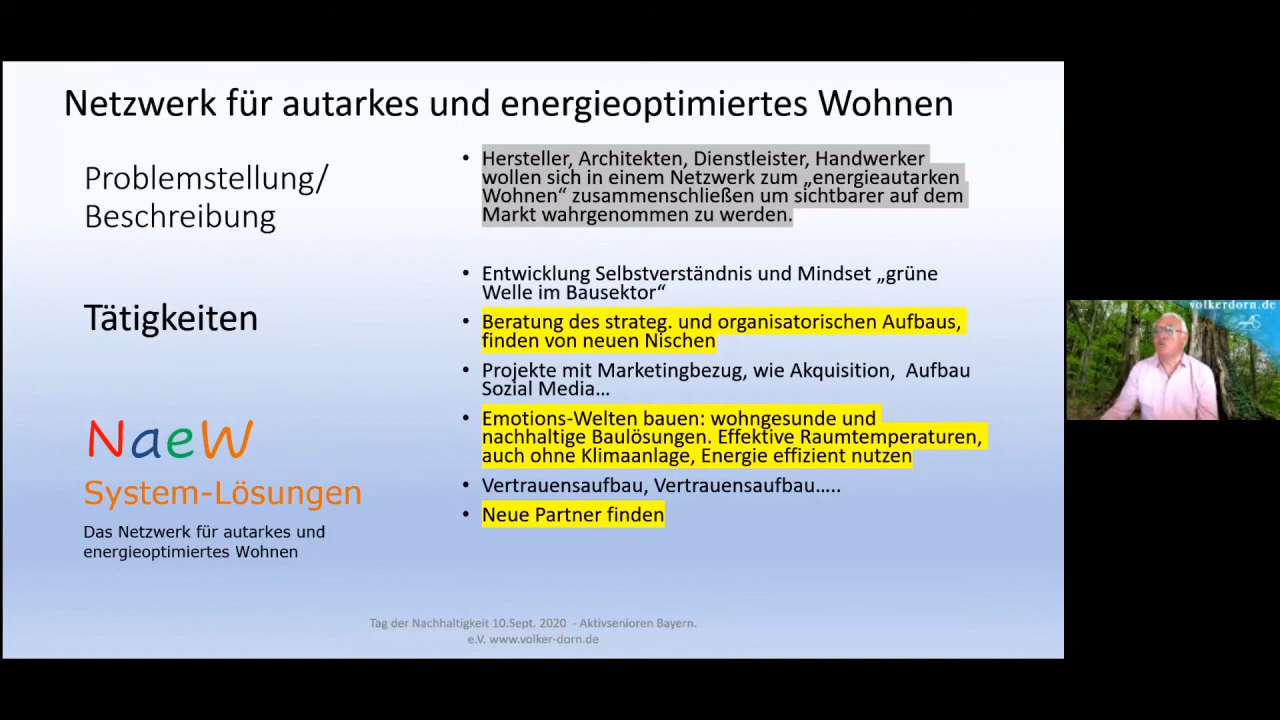 Netzwerk für autarkes und energieoptimiertes Wohnen
Problemstellung/
Beschreibung
• Hersteller, Architekten, Dienstleister, Handwerker
wollen sich in einem Netzwerk zum „energieautarken
Wohnen“ zusammenschließen um sichtbarer auf dem
Markt wahrgenommen zu werden.
Tätigkeiten
• Entwicklung Selbstverständnis und Mindset „grüne
Welle im Bausektor“
• Beratung des strateg. und organisatorischen Aufbaus,
finden von neuen Nischen
• Projekte mit Marketingbezug, wie Akquisition, Aufbau
Sozial Media…
• Emotions-Welten bauen: wohngesunde und
nachhaltige Baulösungen. Effektive Raumtemperaturen,
auch ohne Klimaanlage, Energie effizient nutzen
• Vertrauensaufbau, Vertrauensaufbau…..
• Neue Partner finden
NaeW
System-Lösungen
Das Netzwerk für autarkes und
energieoptimiertes Wohnen
Tag der Nachhaltigkeit 10.Sept. 2020 - Aktivsenioren Bayern.
e.V. www.volker-dorn.de
volkerdorn.de